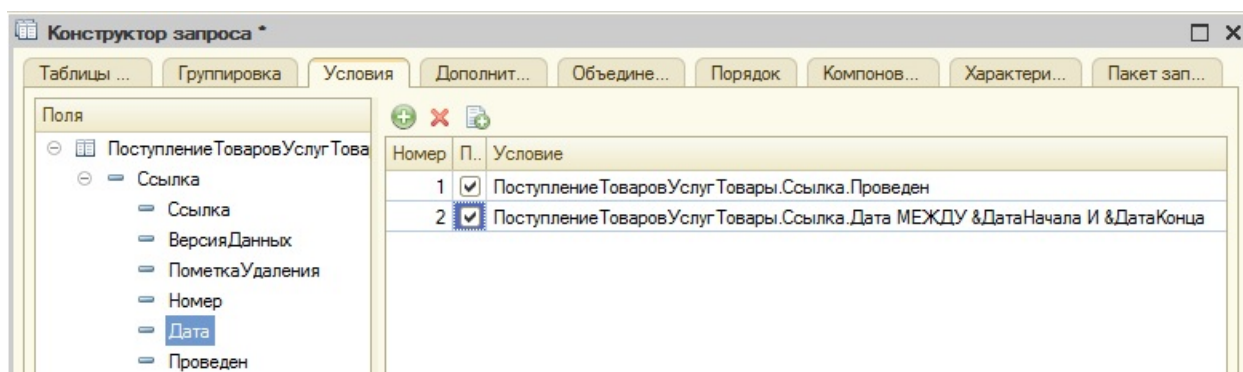 Конструктор запроса *
Таблицы ... Группировка Условия Дополнит... Объедине... Порядок Компонов... Характери... Пакет зап...
Поля
ПоступлениеТоваровУслугТова
Ссылка
Ссылка
ВерсияДанных
ПометкаУдаления
Номер
Дата
Проведен
Номер П.. Условие
1 ПоступлениеТоваровУслугТовары.Ссылка.Проведен
2 ПоступлениеТоваровУслугТовары.Ссылка.Дата МЕЖДУ &ДатаНачала И &ДатаКонца